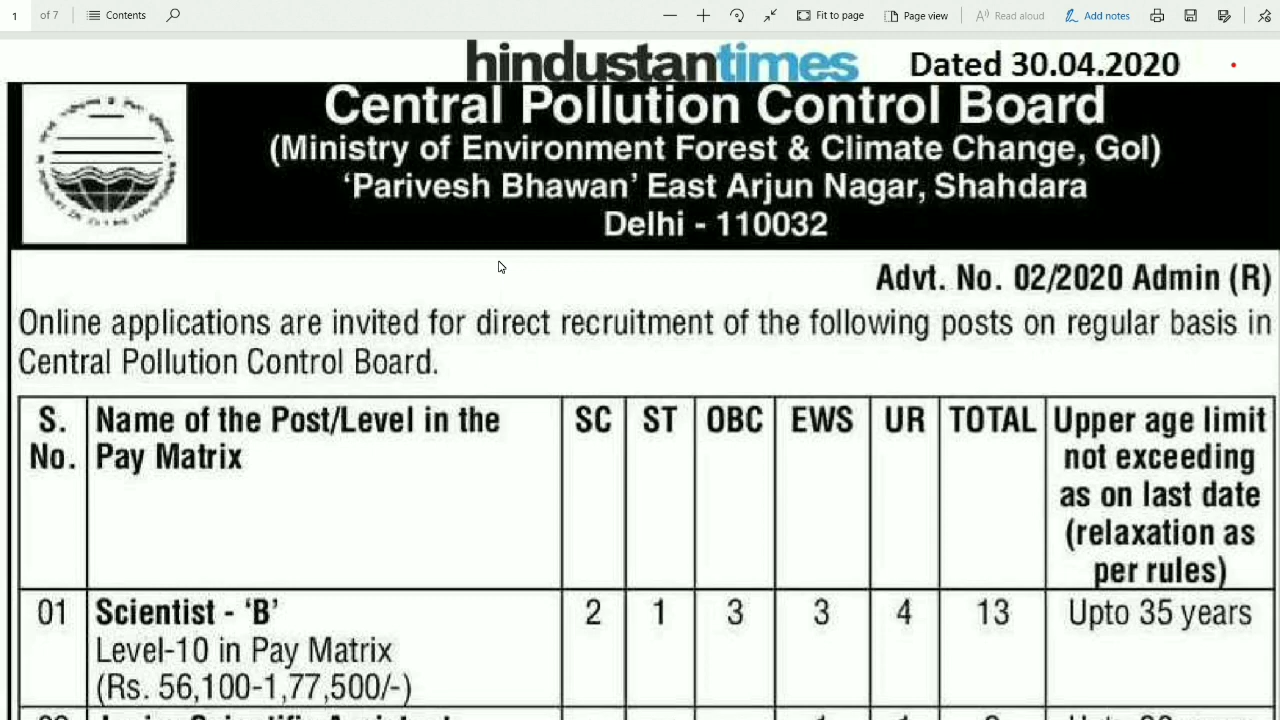 1 of 7 Contents Fit to page Page view Read aloud Add notes
hindustantimes Dated 30.04.2020
Central Pollution Control Board
(Ministry of Environment Forest & Climate Change, GoI)
‘Parivesh Bhawan’ East Arjun Nagar, Shahdara
Delhi - 110032
Advt. No. 02/2020 Admin (R)
Online applications are invited for direct recruitment of the following posts on regular basis in
Central Pollution Control Board.
S. Name of the Post/Level in the SC ST OBC EWS UR TOTAL Upper age limit
No. Pay Matrix not exceeding
as on last date
(relaxation as
per rules)
01 Scientist - ‘B’ 2 1 3 3 4 13 Upto 35 years
Level-10 in Pay Matrix
(Rs. 56,100-1,77,500/-)